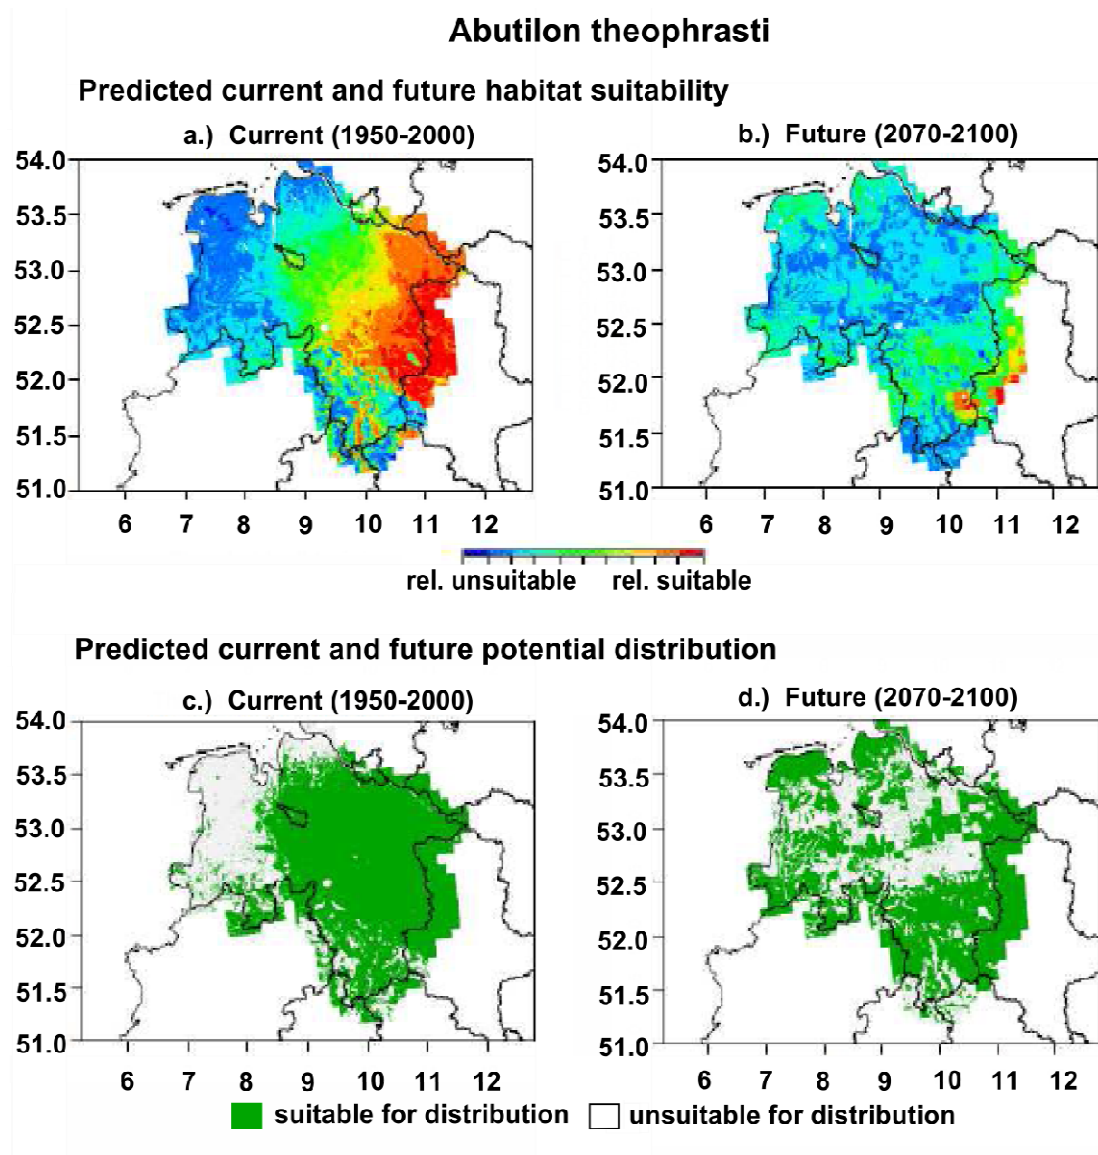 Abutilon theophrasti
Predicted current and future habitat suitability
a.) Current (1950-2000)
b.) Future (2070-2100)
54.0
53.5
53.0
52.5
52.0
51.5
51.0
6 7 8 9 10 11 12
54.0
53.5
53.0
52.5
52.0
51.5
51.0
6 7 8 9 10 11 12
rel. unsuitable rel. suitable
Predicted current and future potential distribution
c.) Current (1950-2000)
d.) Future (2070-2100)
54.0
53.5
53.0
52.5
52.0
51.5
51.0
6 7 8 9 10 11 12
54.0
53.5
53.0
52.5
52.0
51.5
51.0
6 7 8 9 10 11 12
suitable for distribution unsuitable for distribution